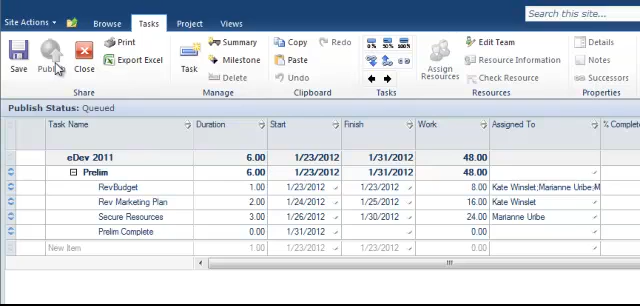 Site Actions Browse Tasks Project Views
Search this site...
Save Publish Close Print Export Excel
Share
Task Summary Milestone Delete
Manage
Copy Paste Undo Redo
Clipboard
0% 50% 100%
Tasks
Assign Resources Edit Team Resource Information Check Resource
Resources
Details Notes Successors
Properties
Publish Status: Queued
Task Name Duration Start Finish Work Assigned To % Complete
eDev 2011 6.00 1/23/2012 1/31/2012 48.00
Prelim 6.00 1/23/2012 1/31/2012 48.00
RevBudget 1.00 1/23/2012 1/23/2012 8.00 Kate Winslet;Marianne Uribe;M
Rev Marketing Plan 2.00 1/24/2012 1/25/2012 16.00 Kate Winslet
Secure Resources 3.00 1/26/2012 1/30/2012 24.00 Marianne Uribe
Prelim Complete 0.00 1/31/2012 0.00
New Item 1.00 1/23/2012 1/23/2012 0.00